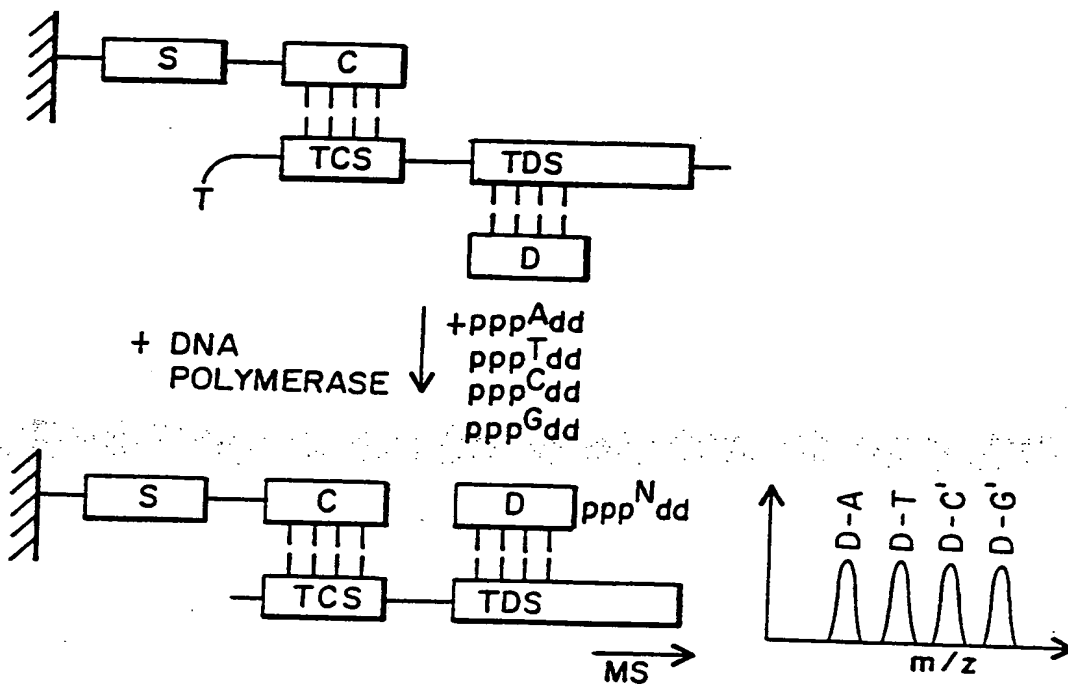 S
C
TCS
TDS
T
D
+ DNA
POLYMERASE
+pppAdd
pppTdd
pppCdd
pppGdd
S
C
D
pppNdd
TCS
TDS
MS
D-A
D-T
D-C'
D-G'
m/z